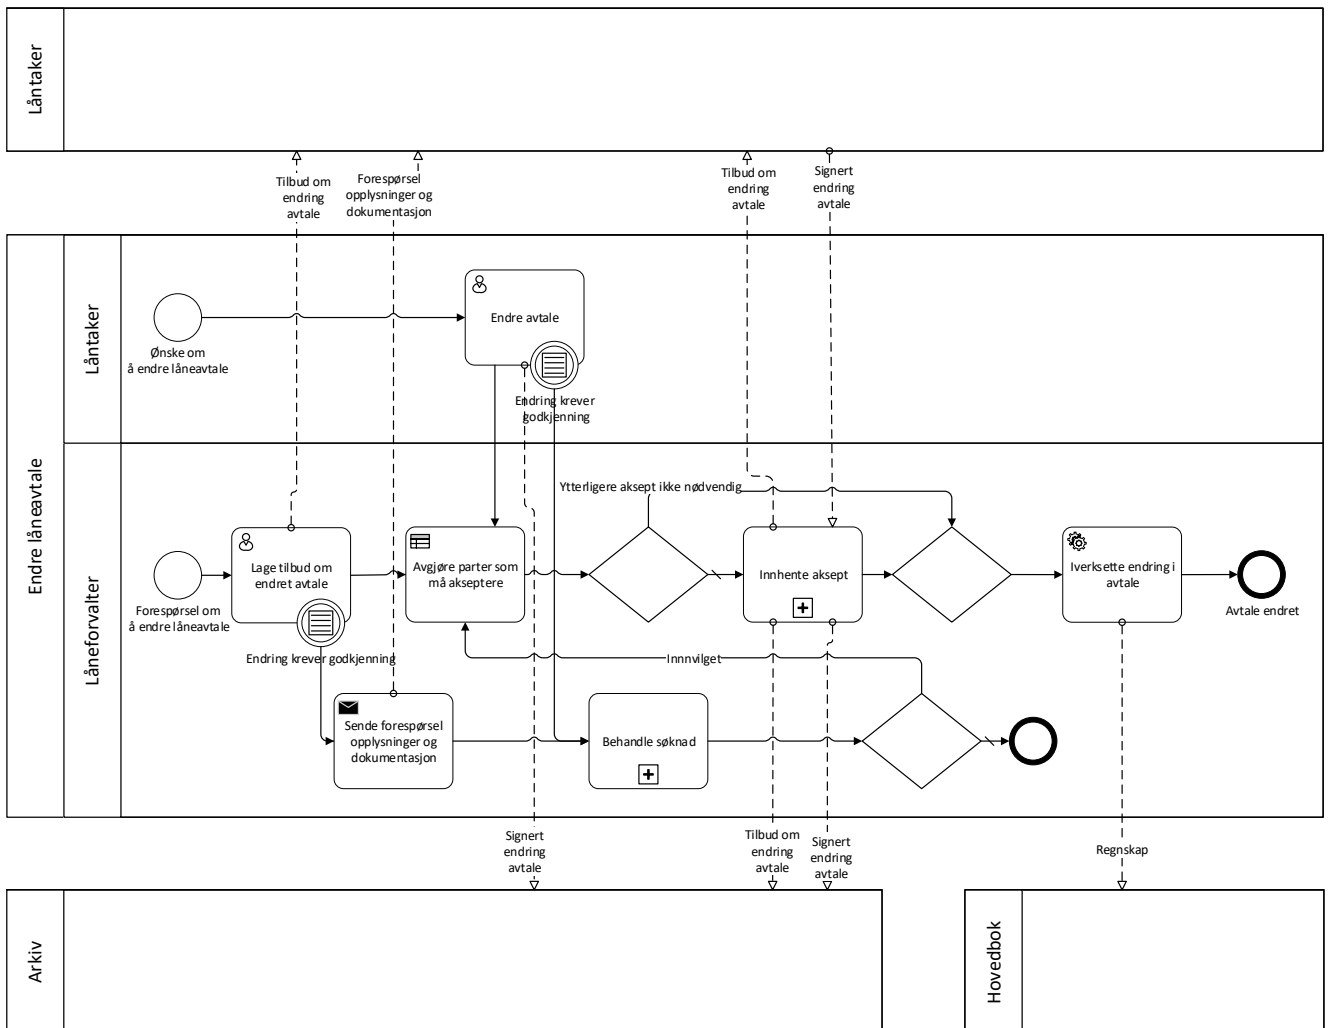 Låntaker
Tilbud om
endring
avtale
Forespørsel
opplysninger og
dokumentasjon
Tilbud om
endring
avtale
Signert
endring
avtale
Endre låneavtale
Låntaker
Ønske om
å endre låneavtale
Endre avtale
Endring krever
godkjenning
Låneforvalter
Forespørsel om
å endre låneavtale
Lage tilbud om
endret avtale
Endring krever godkjenning
Avgjøre parter som
må akseptere
Ytterligere aksept ikke nødvendig
Innhente aksept
Iverksette endring i
avtale
Avtale endret
Innnvilget
Sende forespørsel
opplysninger og
dokumentasjon
Behandle søknad
Signert
endring
avtale
Tilbud om
endring
avtale
Signert
endring
avtale
Regnskap
Arkiv
Hovedbok